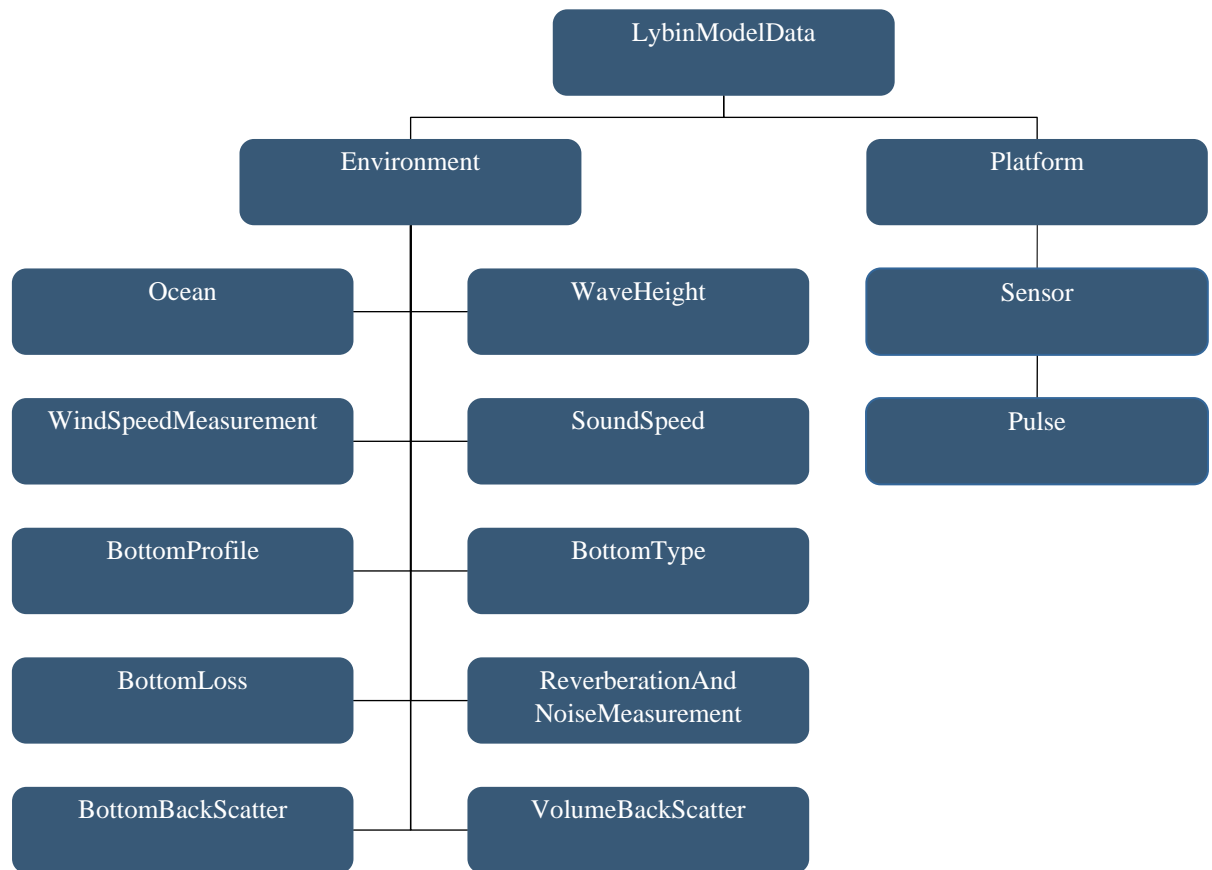 LybinModelData
Environment
Platform
Ocean
WaveHeight
Sensor
WindSpeedMeasurement
SoundSpeed
Pulse
BottomProfile
BottomType
BottomLoss
ReverberationAnd
NoiseMeasurement
BottomBackScatter
VolumeBackScatter